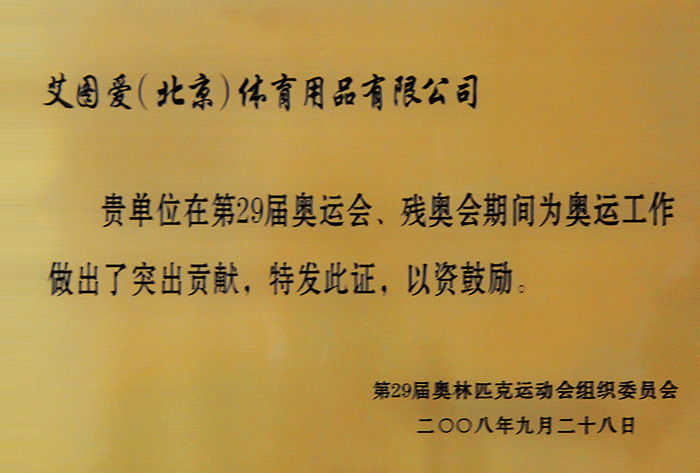 艾图爱(北京)体育用品有限公司
贵单位在第29届奥运会、残奥会期间为奥运工作
做出了突出贡献，特发此证，以资鼓励。
第29届奥林匹克运动会组织委员会
二〇〇八年九月二十八日